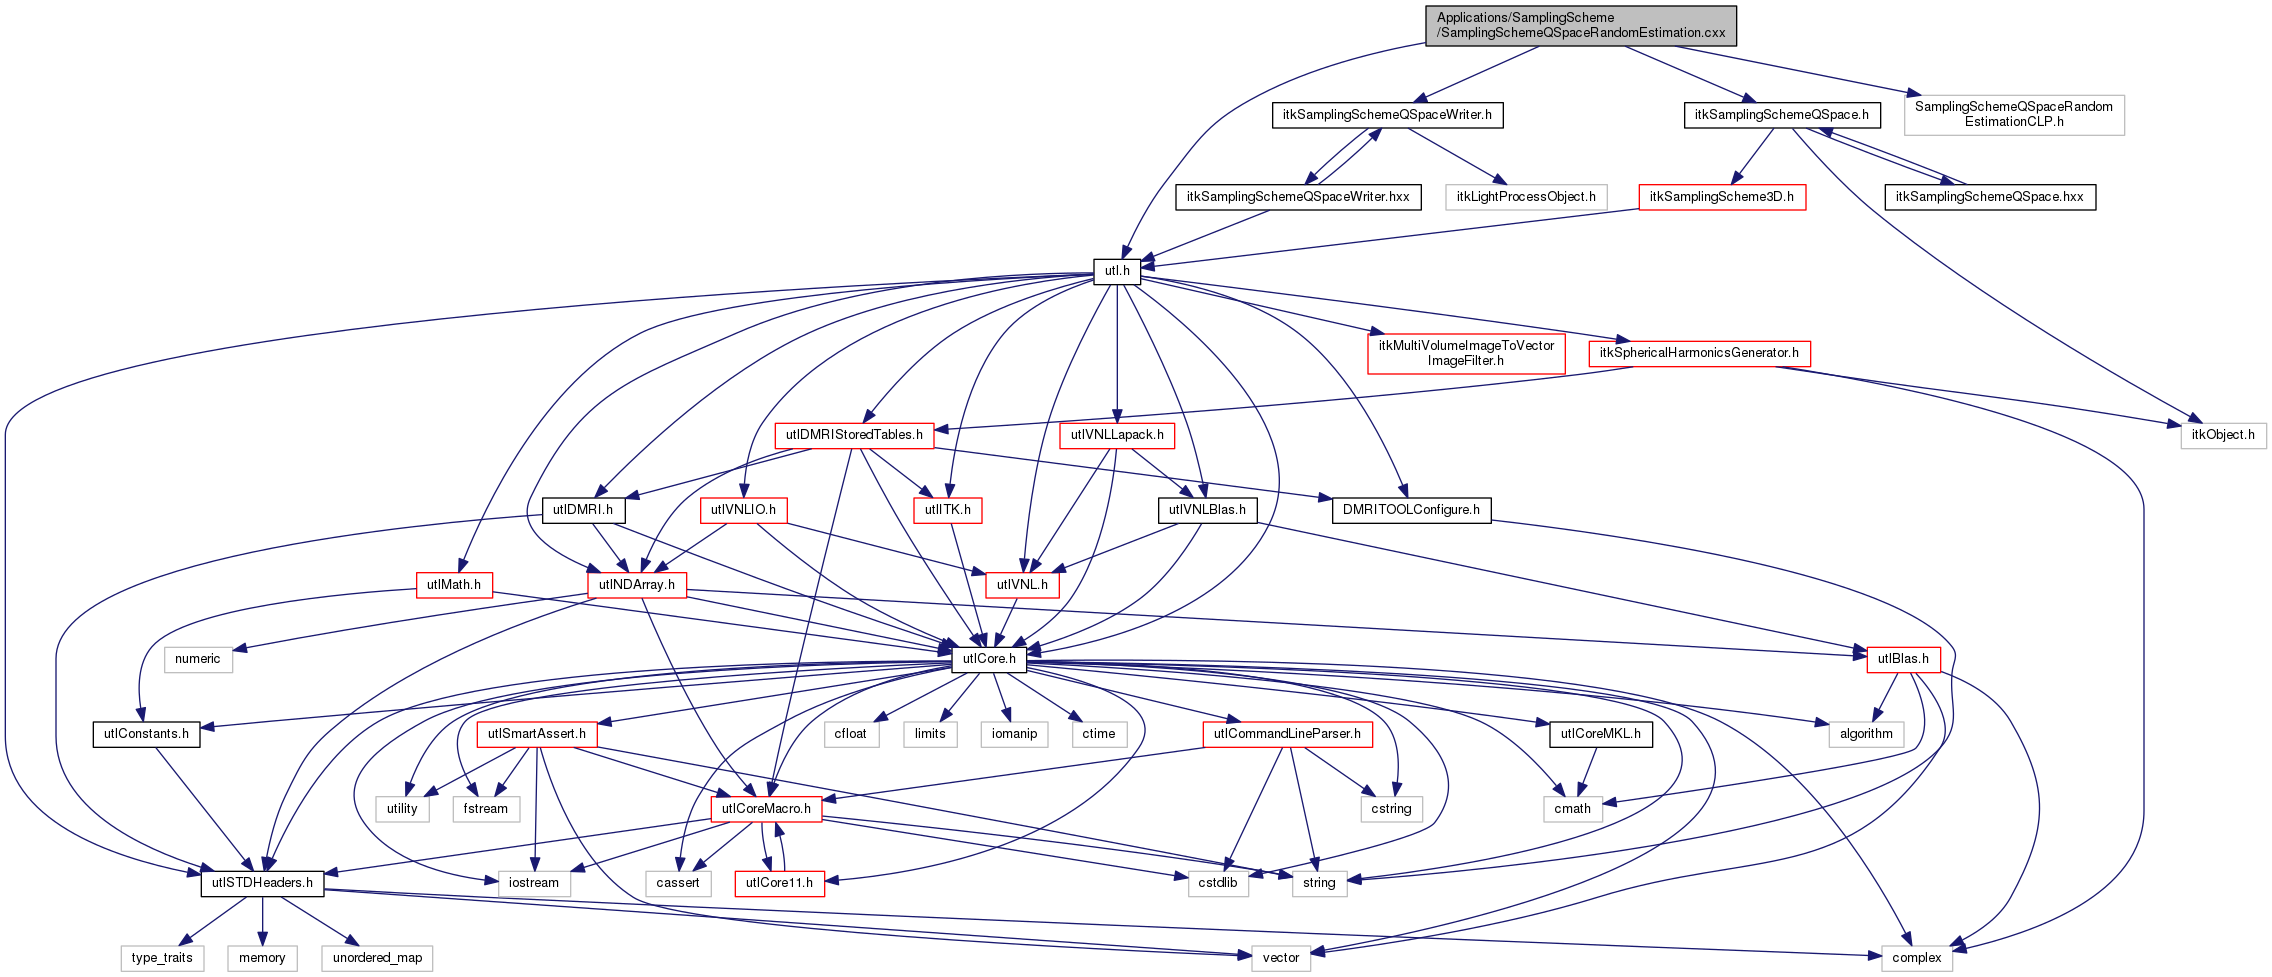 Applications/SamplingScheme
/SamplingSchemeQSpaceRandomEstimation.cxx
itkSamplingSchemeQSpaceWriter.h
itkSamplingSchemeQSpace.h
SamplingSchemeQSpaceRandom
EstimationCLP.h
itkSamplingSchemeQSpaceWriter.hxx
itkLightProcessObject.h
itkSamplingScheme3D.h
itkSamplingSchemeQSpace.hxx
utl.h
itkMultiVolumeImageToVector
ImageFilter.h
itkSphericalHarmonicsGenerator.h
utlDMRIStoredTables.h
utlVNLLapack.h
itkObject.h
utlDMRI.h
utlVNLIO.h
utlITK.h
utlVNLBlas.h
DMRITOOLConfigure.h
utlMath.h
utlNDArray.h
utlVNL.h
numeric
utlCore.h
utlBlas.h
utlConstants.h
utlSmartAssert.h
cfloat
limits
iomanip
ctime
utlCommandLineParser.h
utlCoreMKL.h
algorithm
utility
fstream
utlCoreMacro.h
cstring
cmath
utlSTDHeaders.h
iostream
cassert
utlCore11.h
cstdlib
string
type_traits
memory
unordered_map
vector
complex